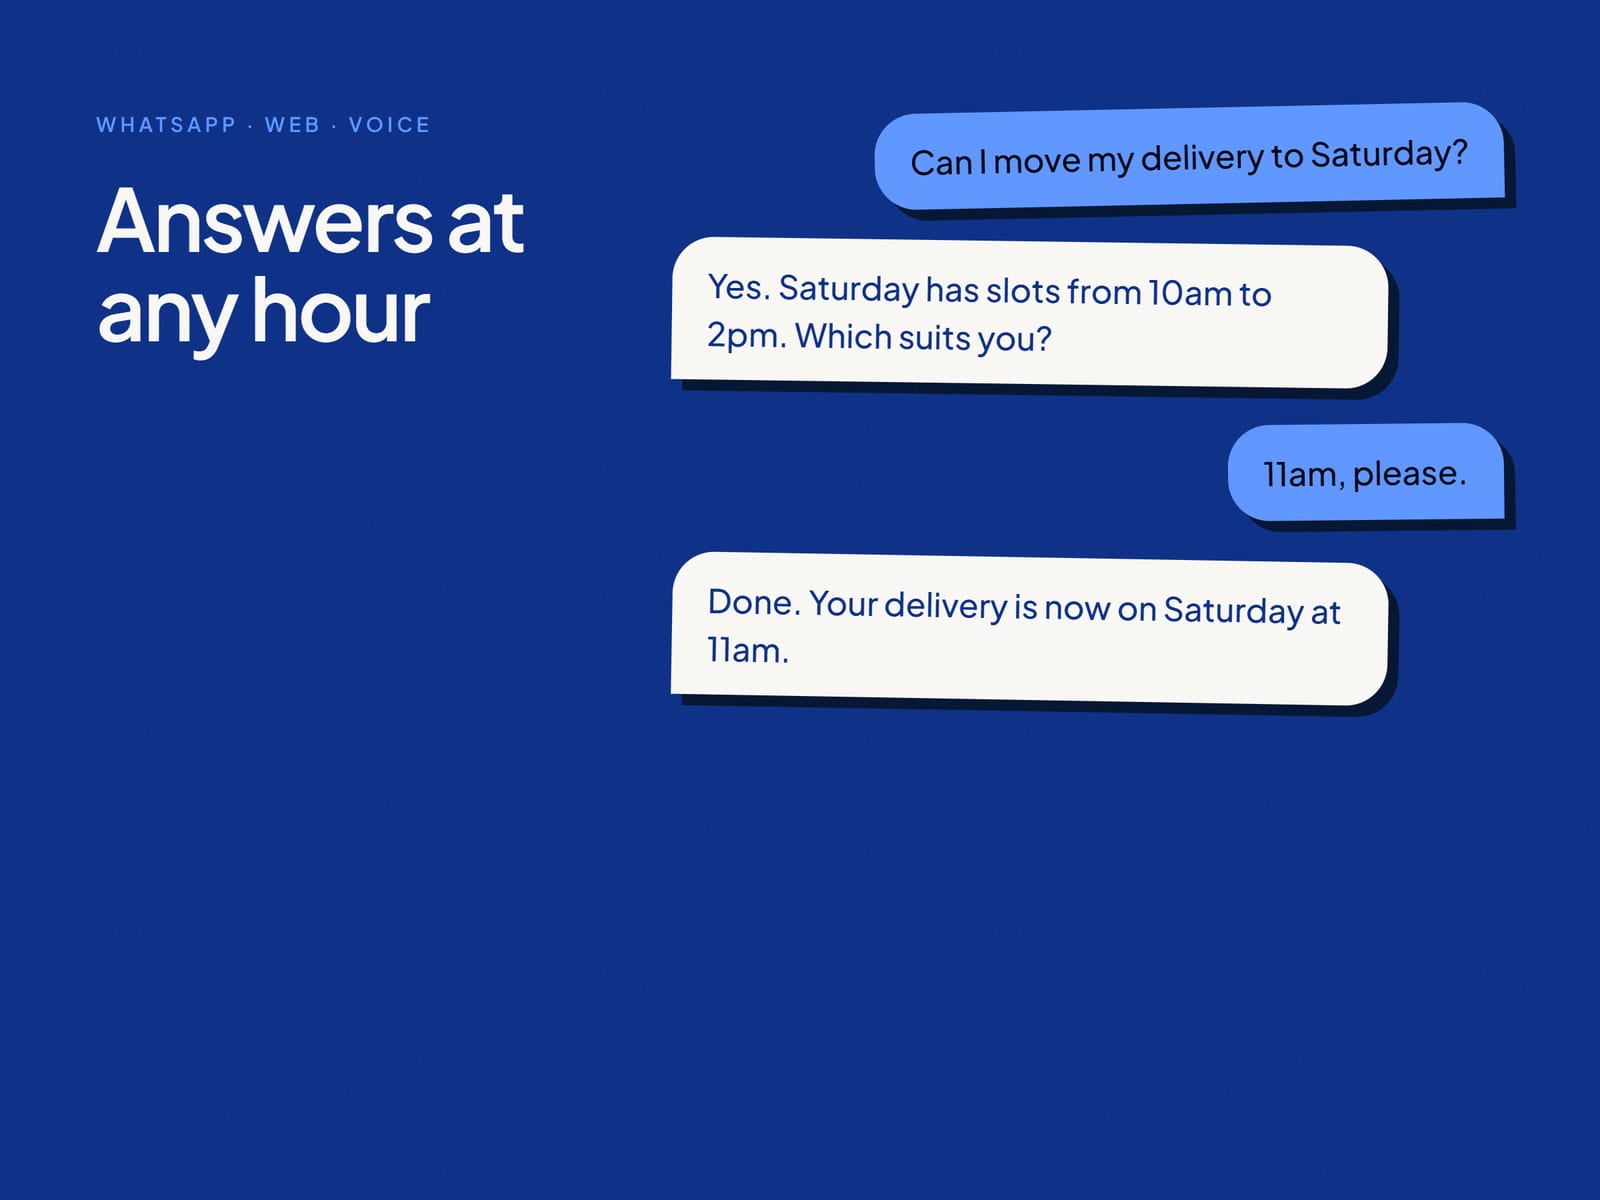 WHATSAPP · WEB · VOICE
Answers at
any hour
Can I move my delivery to Saturday?
Yes. Saturday has slots from 10am to
2pm. Which suits you?
11am, please.
Done. Your delivery is now on Saturday at
11am.